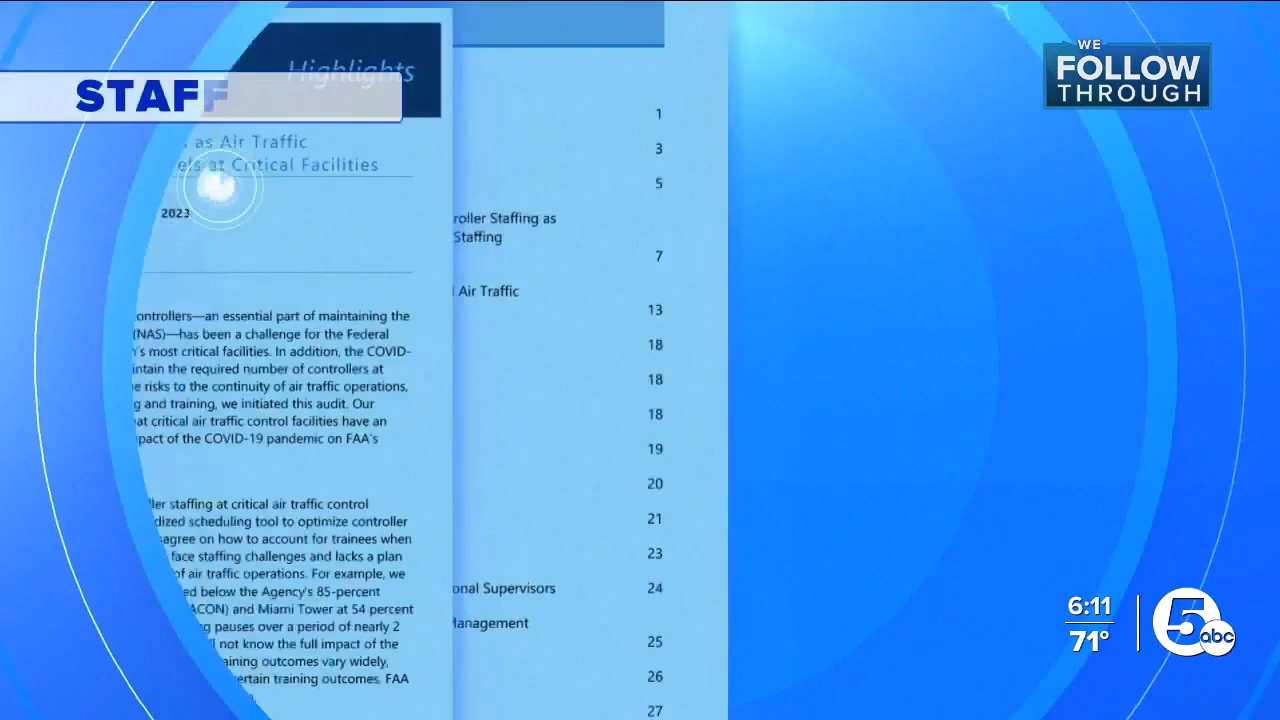 Highlights
STAFF
as Air Traffic
els at Critical Facilities
2023
ontrollers—an essential part of maintaining the
(NAS)—has been a challenge for the Federal
's most critical facilities. In addition, the COVID-
intain the required number of controllers at
e risks to the continuity of air traffic operations,
g and training, we initiated this audit. Our
at critical air traffic control facilities have an
pact of the COVID-19 pandemic on FAA's
ller staffing at critical air traffic control
dized scheduling tool to optimize controller
agree on how to account for trainees when
face staffing challenges and lacks a plan
of air traffic operations. For example, we
ed below the Agency's 85-percent
ACON) and Miami Tower at 54 percent
ng pauses over a period of nearly 2
ll not know the full impact of the
aining outcomes vary widely,
ertain training outcomes. FAA
1
3
5
roller Staffing as
Staffing
7
Air Traffic
13
18
18
18
19
20
21
23
onal Supervisors 24
Management
25
26
27
WE
FOLLOW
THROUGH
6:11
71°
5
abc